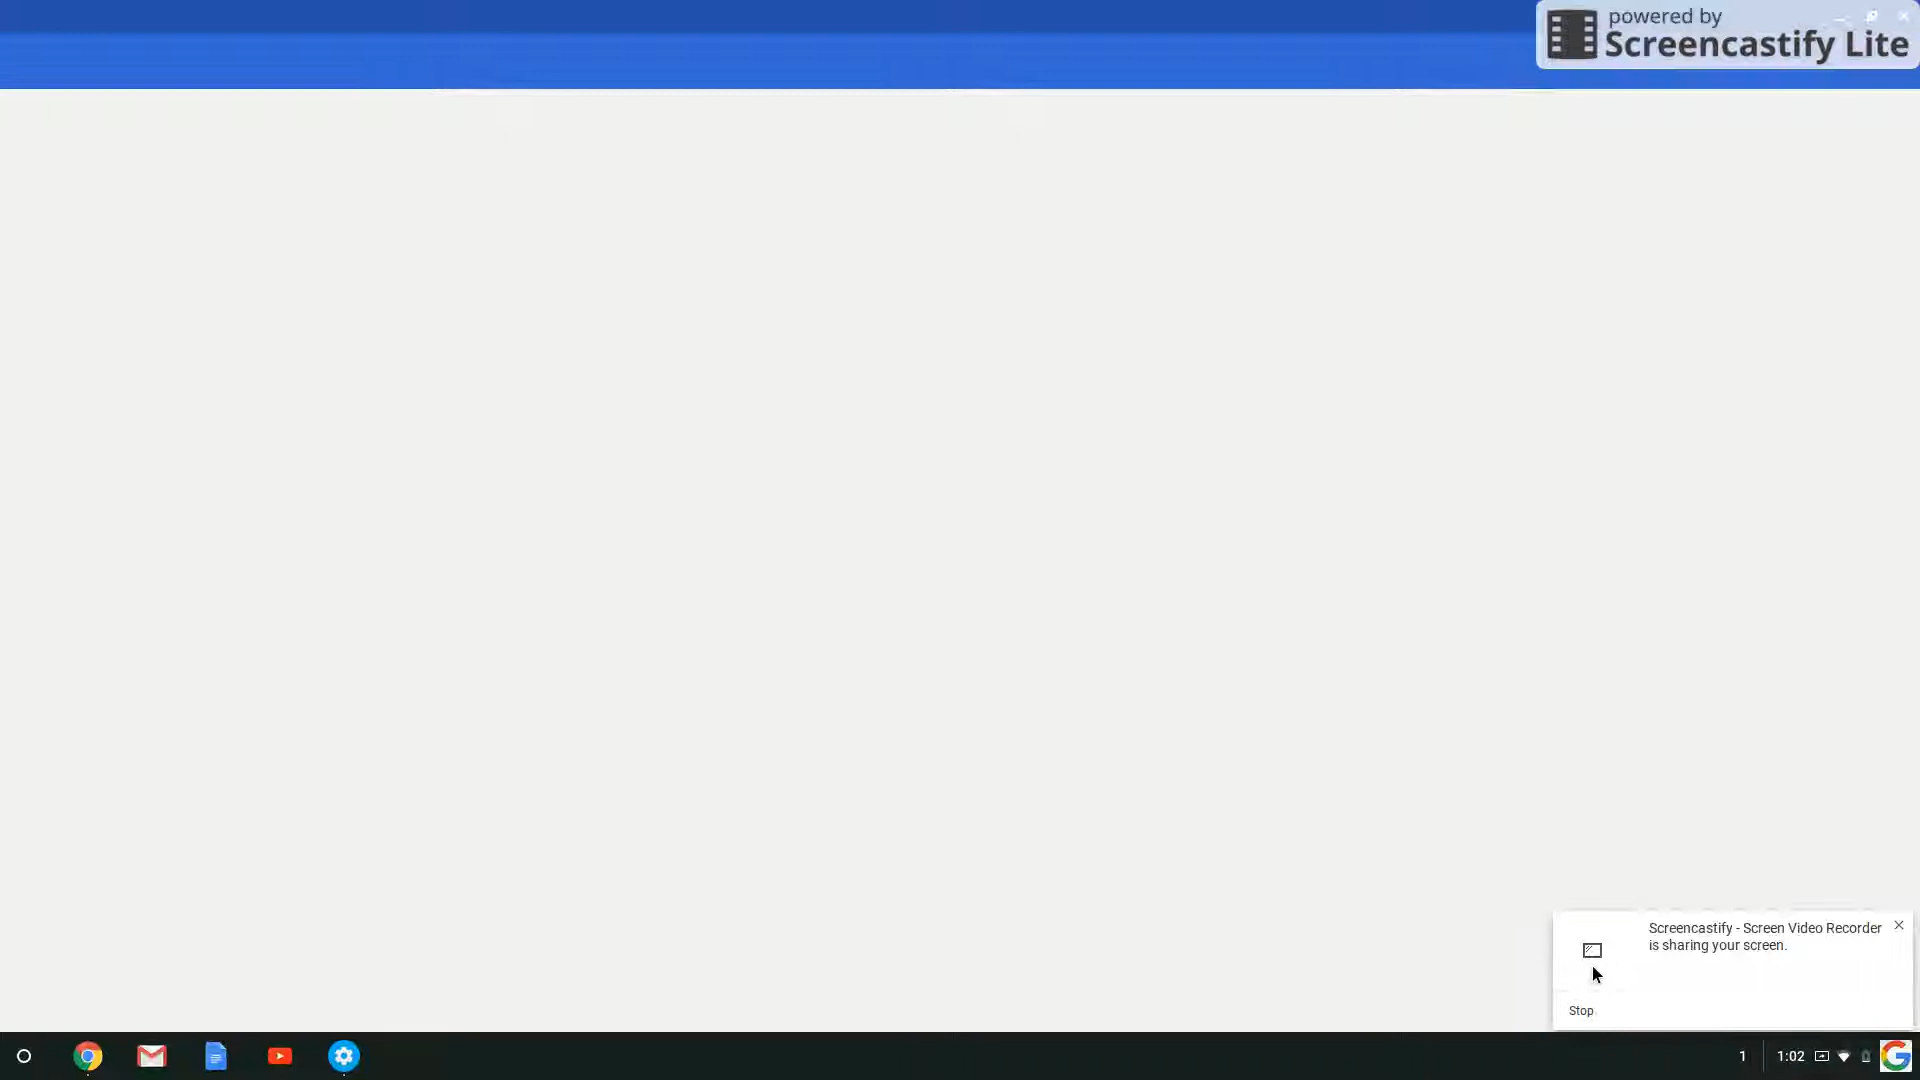 powered by
Screencastify Lite
Screencastify - Screen Video Recorder
is sharing your screen.
Stop
1
1:02